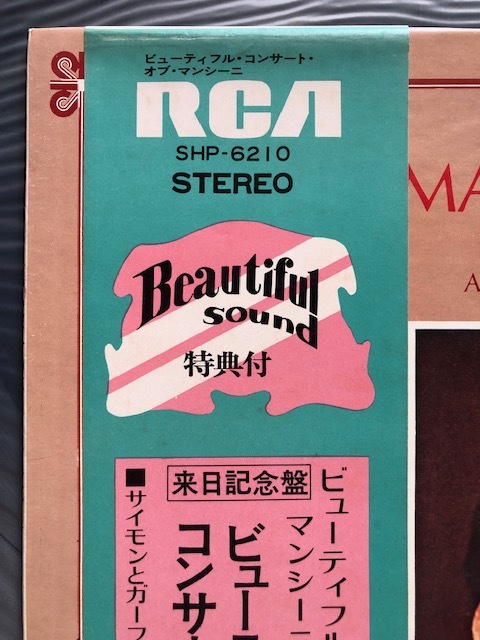 ビューティフル・コンサート・
オブ・マンシーニ
RCA
SHP-6210
STEREO
MA
A
Beautiful
sound
特典付
来日記念盤
ビューティフル
マンシーニ
ビュー
コンサ
■サイモンとガーフ